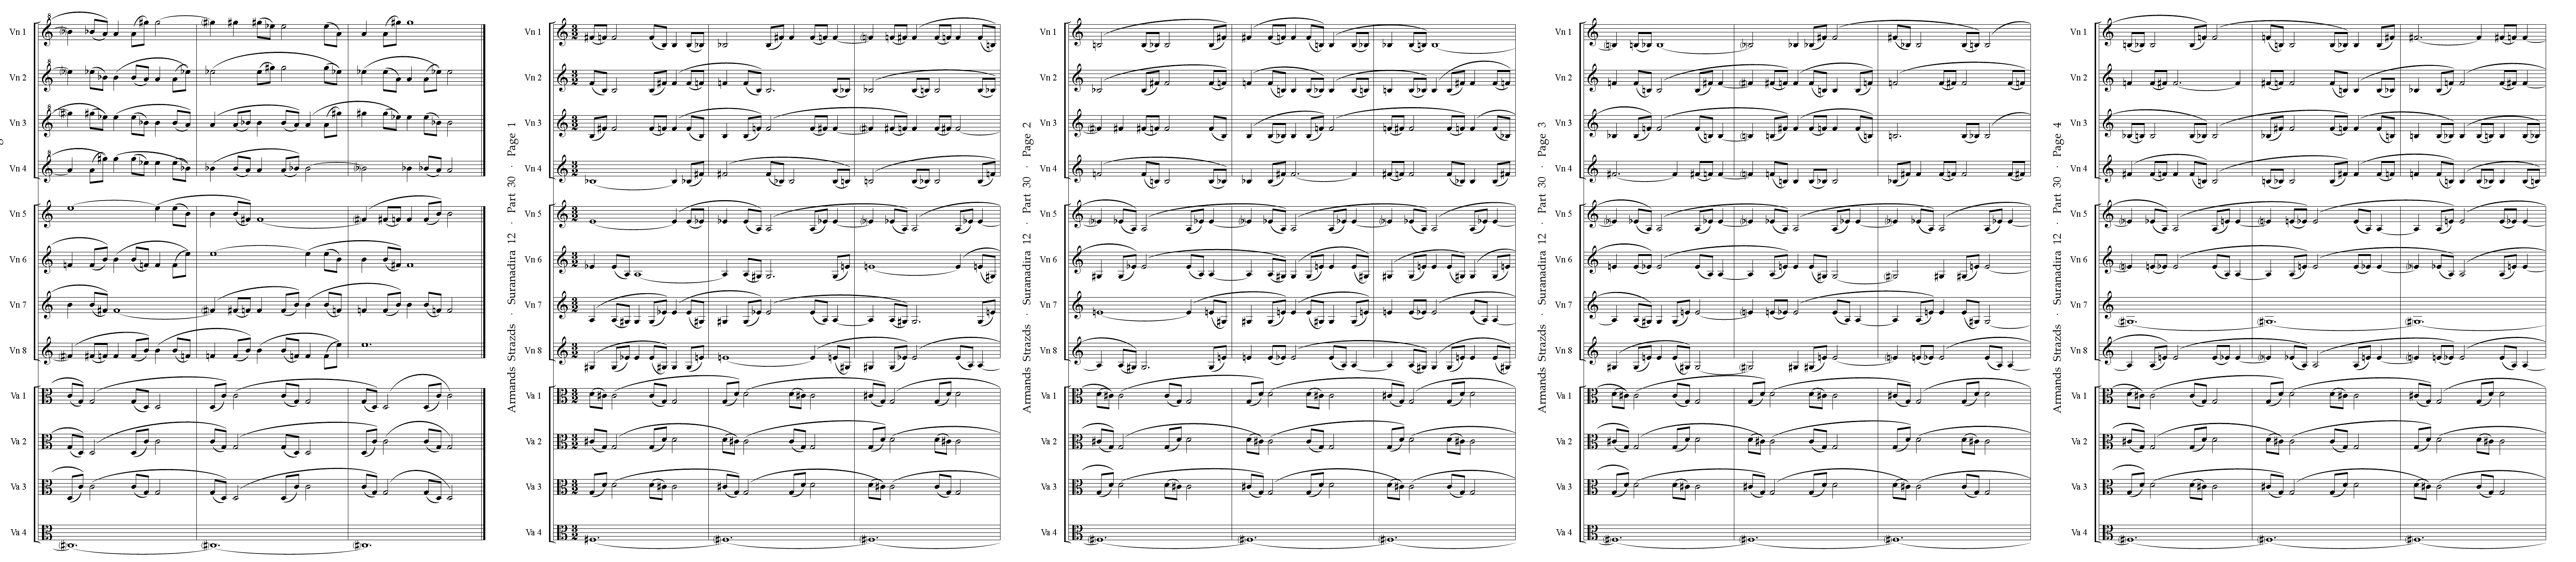 Vn 1
Vn 2
Vn 3
Vn 4
Vn 5
Vn 6
Vn 7
Vn 8
Va 1
Va 2
Va 3
Va 4
Armands Strazds · Suranadira 12 · Part 30 · Page 1
Vn 1
Vn 2
Vn 3
Vn 4
Vn 5
Vn 6
Vn 7
Vn 8
Va 1
Va 2
Va 3
Va 4
Armands Strazds · Suranadira 12 · Part 30 · Page 2
Vn 1
Vn 2
Vn 3
Vn 4
Vn 5
Vn 6
Vn 7
Vn 8
Va 1
Va 2
Va 3
Va 4
Armands Strazds · Suranadira 12 · Part 30 · Page 3
Vn 1
Vn 2
Vn 3
Vn 4
Vn 5
Vn 6
Vn 7
Vn 8
Va 1
Va 2
Va 3
Va 4
Armands Strazds · Suranadira 12 · Part 30 · Page 4
Vn 1
Vn 2
Vn 3
Vn 4
Vn 5
Vn 6
Vn 7
Vn 8
Va 1
Va 2
Va 3
Va 4